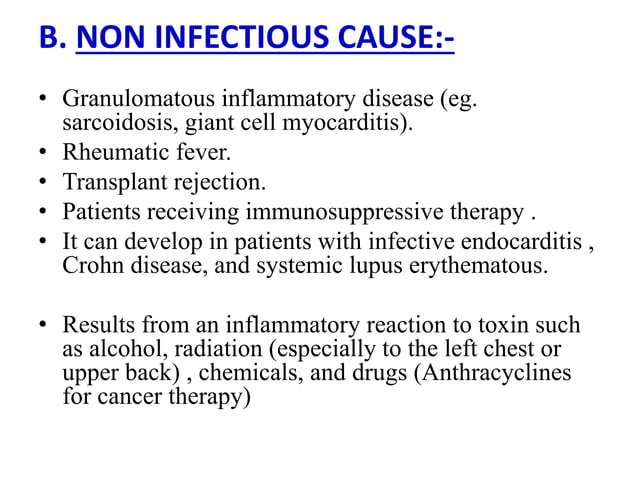 B. NON INFECTIOUS CAUSE:-
• Granulomatous inflammatory disease (eg.
sarcoidosis, giant cell myocarditis).
• Rheumatic fever.
• Transplant rejection.
• Patients receiving immunosuppressive therapy .
• It can develop in patients with infective endocarditis ,
Crohn disease, and systemic lupus erythematous.
• Results from an inflammatory reaction to toxin such
as alcohol, radiation (especially to the left chest or
upper back) , chemicals, and drugs (Anthracyclines
for cancer therapy)